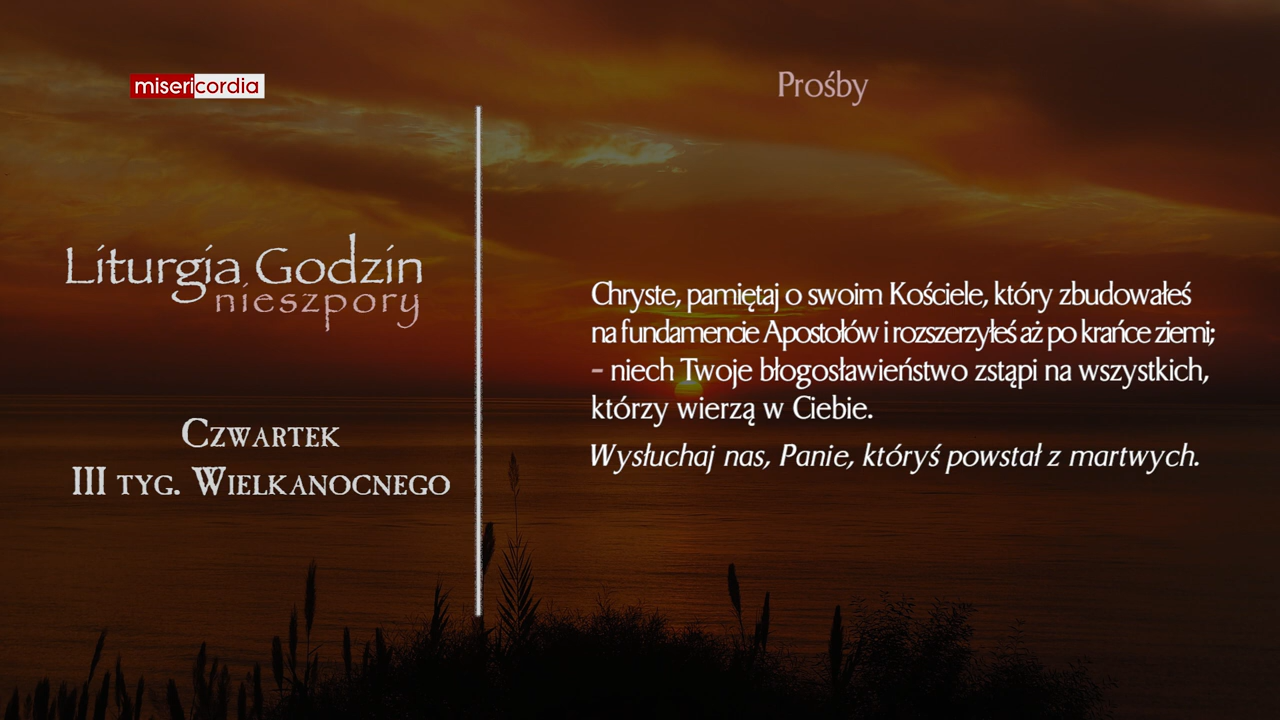 misericordia
Prośby
Liturgia Godzin
nieszpory
Czwartek
III tyg. Wielkanocnego
Chryste, pamiętaj o swoim Kościele, który zbudowałeś
na fundamencie Apostołów i rozszerzyłeś aż po krańce ziemi;
- niech Twoje błogosławieństwo zstąpi na wszystkich,
którzy wierzą w Ciebie.
Wysłuchaj nas, Panie, któryś powstał z martwych.